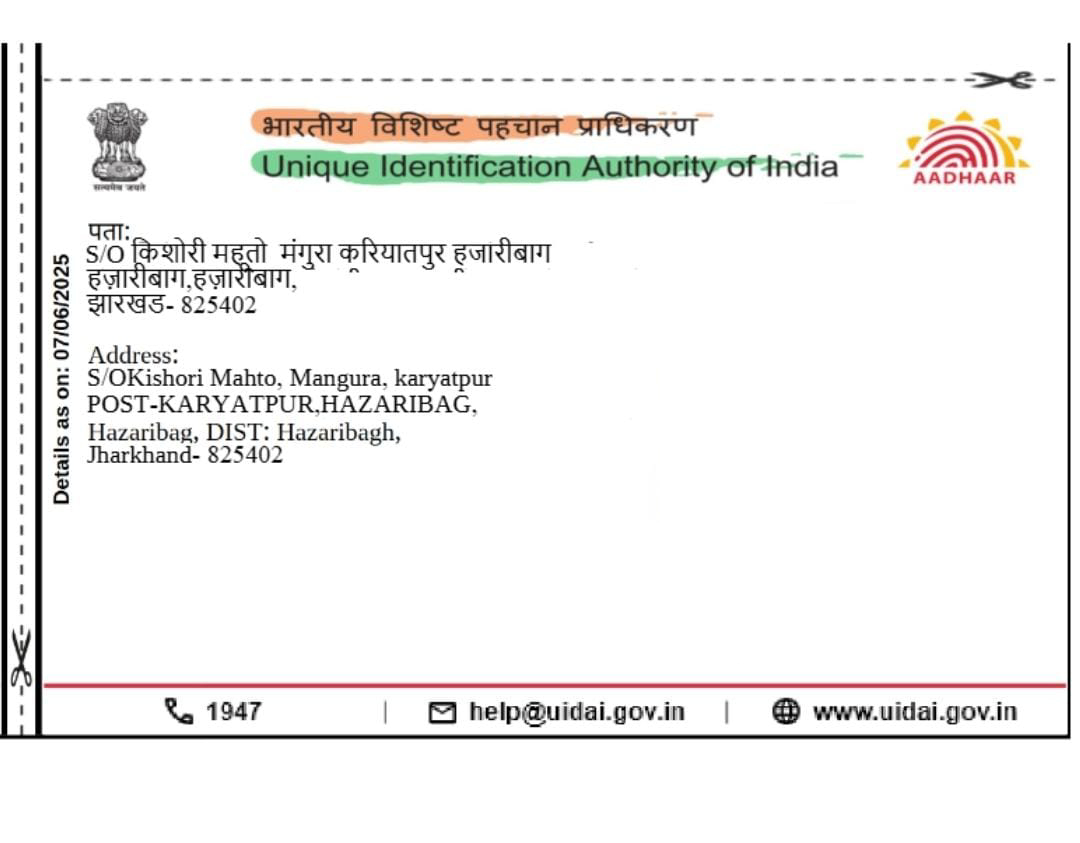 सत्यमेव जयते
भारतीय विशिष्ट पहचान प्राधिकरण
Unique Identification Authority of India
AADHAAR
Details as on: 07/06/2025
पता:
S/O किशोरी महतो मंगुरा करियातपुर हजारीबाग
हज़ारीबाग,हज़ारीबाग,
झारखड- 825402
Address:
S/OKishori Mahto, Mangura, karyatpur
POST-KARYATPUR,HAZARIBAG,
Hazaribag, DIST: Hazaribagh,
Jharkhand- 825402
1947 | help@uidai.gov.in | www.uidai.gov.in